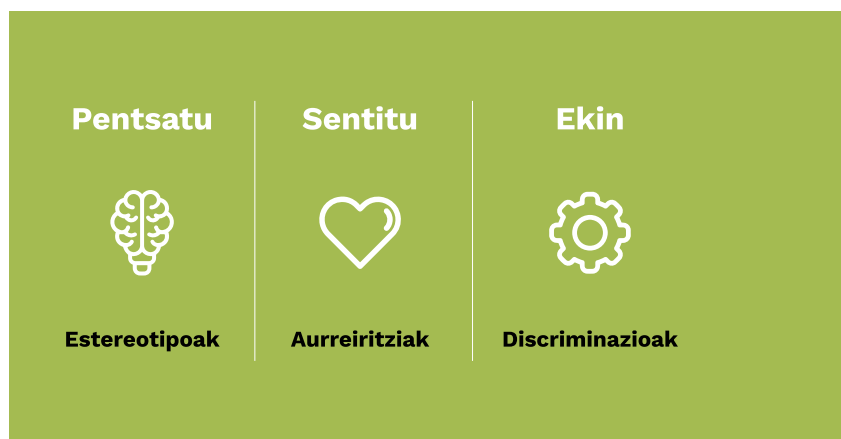 Pentsatu
Sentitu
Ekin
Estereotipoak
Aurreiritziak
Discriminazioak